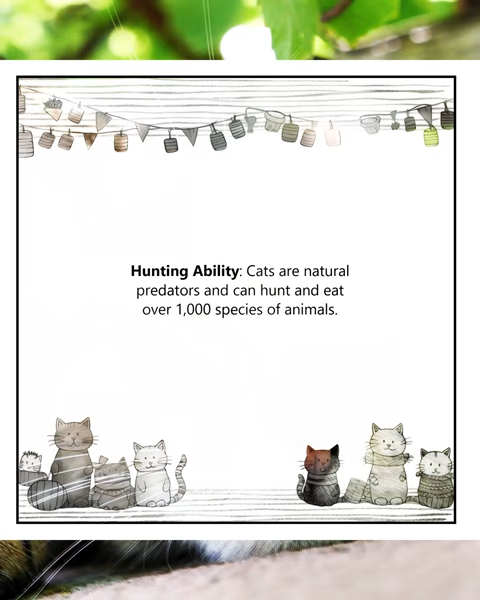 Hunting Ability: Cats are natural
predators and can hunt and eat
over 1,000 species of animals.